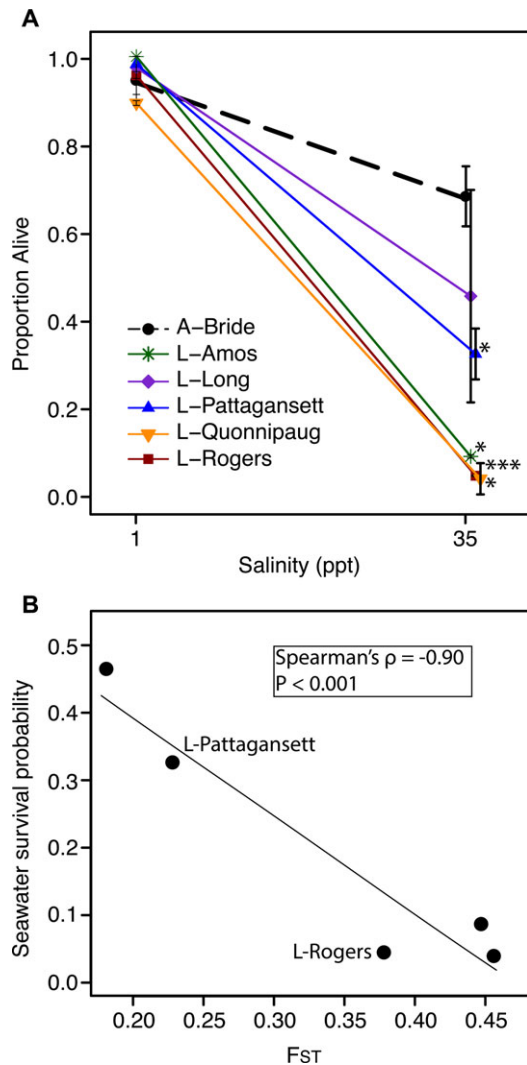 A
1.0
0.8
0.6
0.4
0.2
0.0
Proportion Alive
A–Bride
L–Amos
L–Long
L–Pattagansett
L–Quonnipaug
L–Rogers
*
*
***
*
1 35
Salinity (ppt)
B
0.5
0.4
0.3
0.2
0.1
0.0
Seawater survival probability
Spearman's ρ = -0.90
P < 0.001
L-Pattagansett
L-Rogers
0.20 0.25 0.30 0.35 0.40 0.45
FST